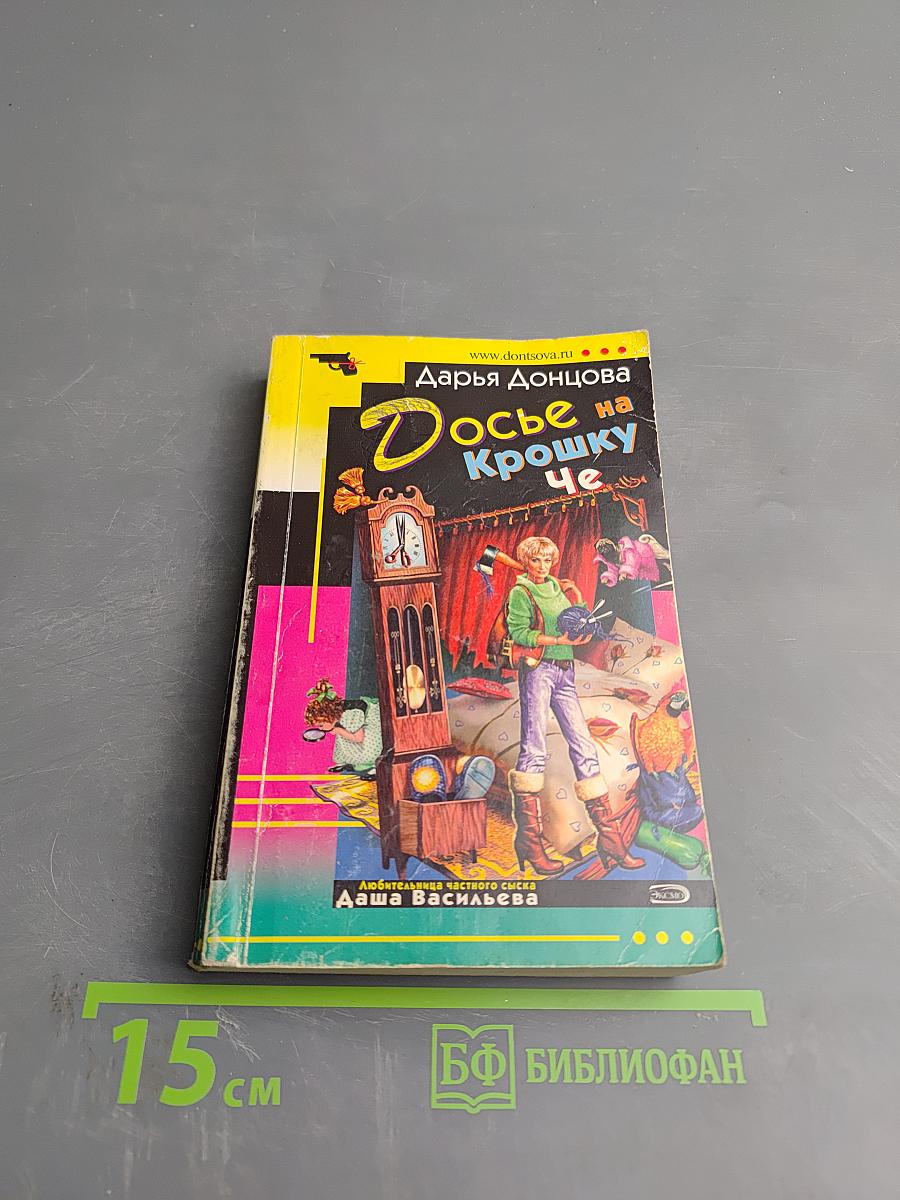 www.dontsova.ru
Дарья Донцова
Досье на
Крошку
Че
Любительница частного сыска
Даша Васильева
ЭКСМО
15 см
БФ БИБЛИОФАН